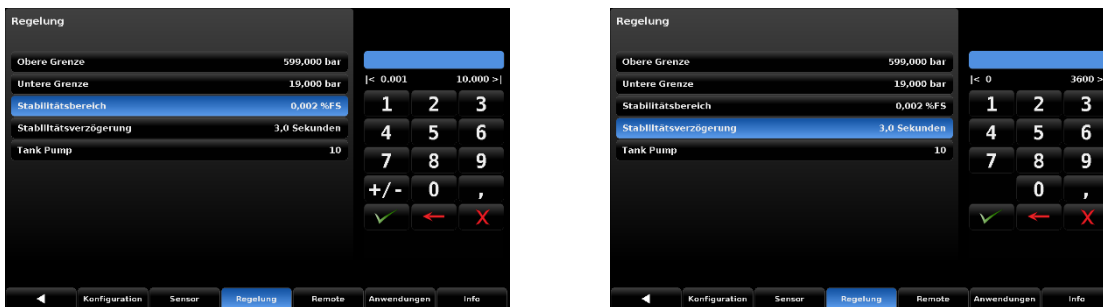 Regelung
Obere Grenze 599,000 bar
Untere Grenze 19,000 bar
Stabilitätsbereich 0,002 %FS
Stabilitätsverzögerung 3,0 Sekunden
Tank Pump 10
|< 0.001 10.000 >|
1 2 3
4 5 6
7 8 9
+/- 0 ,
X
Konfiguration Sensor Regelung Remote Anwendungen Info
Regelung
Obere Grenze 599,000 bar
Untere Grenze 19,000 bar
Stabilitätsbereich 0,002 %FS
Stabilitätsverzögerung 3,0 Sekunden
Tank Pump 10
|< 0 3600 >
1 2 3
4 5 6
7 8 9
0 ,
X
Konfiguration Sensor Regelung Remote Anwendungen Info